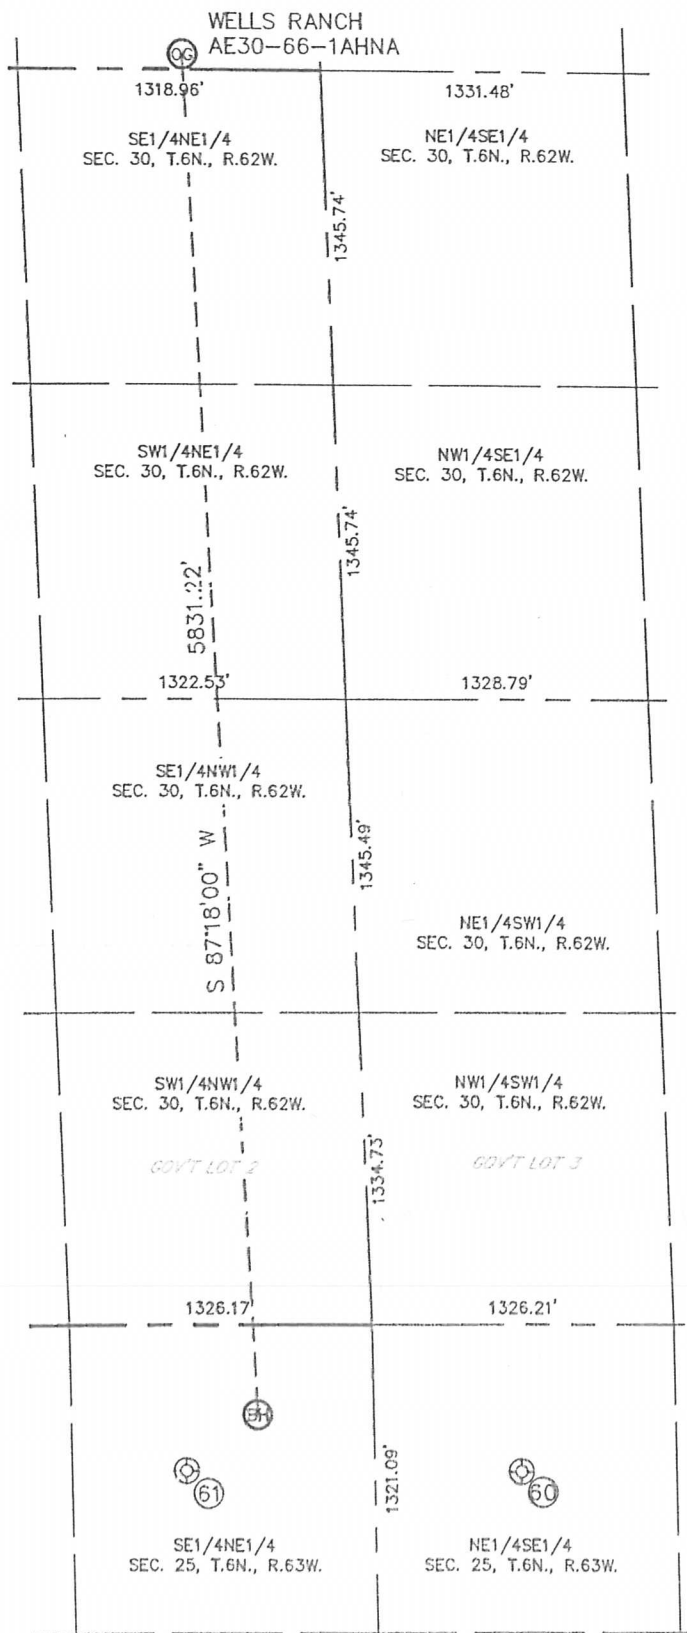 WELLS RANCH
AE30-66-1AHNA
OG
1318.96'
1331.48'
SE1/4NE1/4
SEC. 30, T.6N., R.62W.
NE1/4SE1/4
SEC. 30, T.6N., R.62W.
1345.74'
SW1/4NE1/4
SEC. 30, T.6N., R.62W.
NW1/4SE1/4
SEC. 30, T.6N., R.62W.
1345.74'
5831.22'
1322.53'
1328.79'
SE1/4NW1/4
SEC. 30, T.6N., R.62W.
S 87°18'00" W
1345.49'
NE1/4SW1/4
SEC. 30, T.6N., R.62W.
SW1/4NW1/4
SEC. 30, T.6N., R.62W.
NW1/4SW1/4
SEC. 30, T.6N., R.62W.
GOV'T LOT 2
GOV'T LOT 3
1334.73'
1326.17'
1326.21'
BH
1321.09'
61
60
SE1/4NE1/4
SEC. 25, T.6N., R.63W.
NE1/4SE1/4
SEC. 25, T.6N., R.63W.